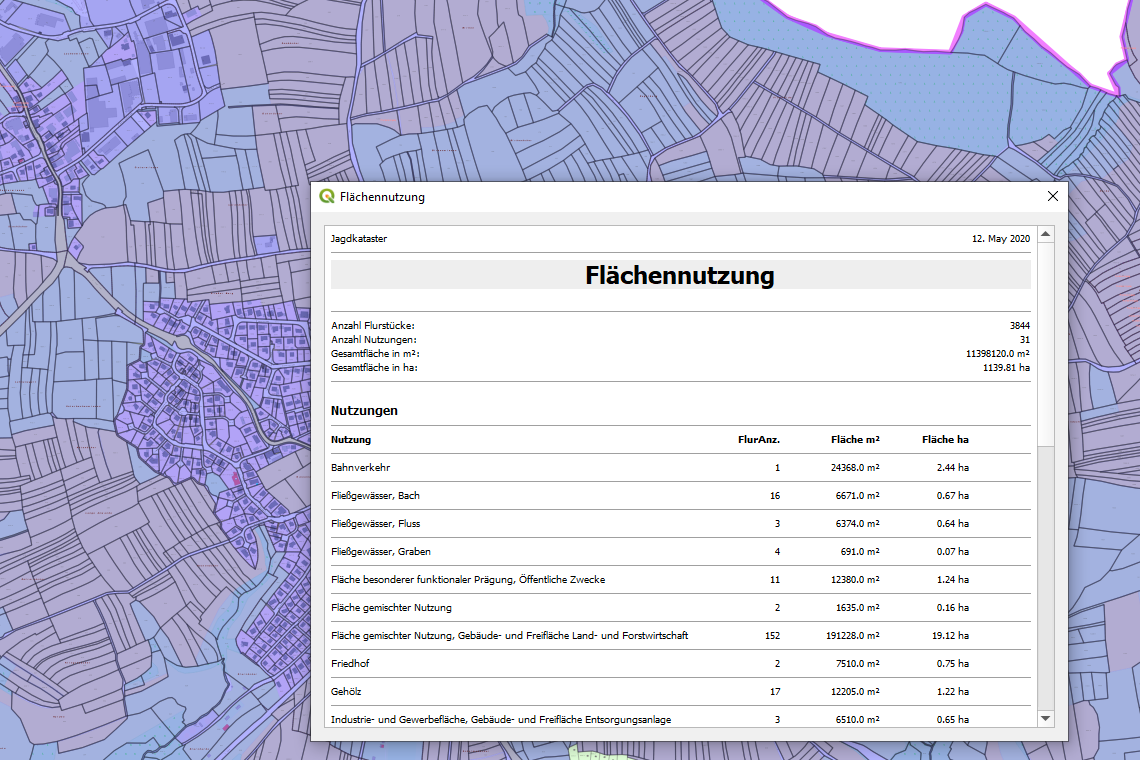 Flächennutzung
Jagdkataster 12. May 2020
Flächennutzung
Anzahl Flurstücke: 3844
Anzahl Nutzungen: 31
Gesamtfläche in m²: 11398120.0 m²
Gesamtfläche in ha: 1139.81 ha
Nutzungen
Nutzung FlurAnz. Fläche m² Fläche ha
Bahnverkehr 1 24368.0 m² 2.44 ha
Fließgewässer, Bach 16 6671.0 m² 0.67 ha
Fließgewässer, Fluss 3 6374.0 m² 0.64 ha
Fließgewässer, Graben 4 691.0 m² 0.07 ha
Fläche besonderer funktionaler Prägung, Öffentliche Zwecke 11 12380.0 m² 1.24 ha
Fläche gemischter Nutzung 2 1635.0 m² 0.16 ha
Fläche gemischter Nutzung, Gebäude- und Freifläche Land- und Forstwirtschaft 152 191228.0 m² 19.12 ha
Friedhof 2 7510.0 m² 0.75 ha
Gehölz 17 12205.0 m² 1.22 ha
Industrie- und Gewerbefläche, Gebäude- und Freifläche Entsorgungsanlage 3 6510.0 m² 0.65 ha